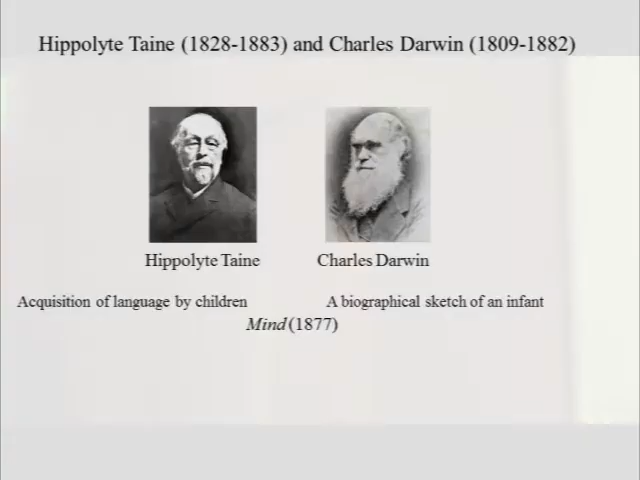 Hippolyte Taine (1828-1883) and Charles Darwin (1809-1882)
Hippolyte Taine Charles Darwin
Acquisition of language by children A biographical sketch of an infant
Mind (1877)